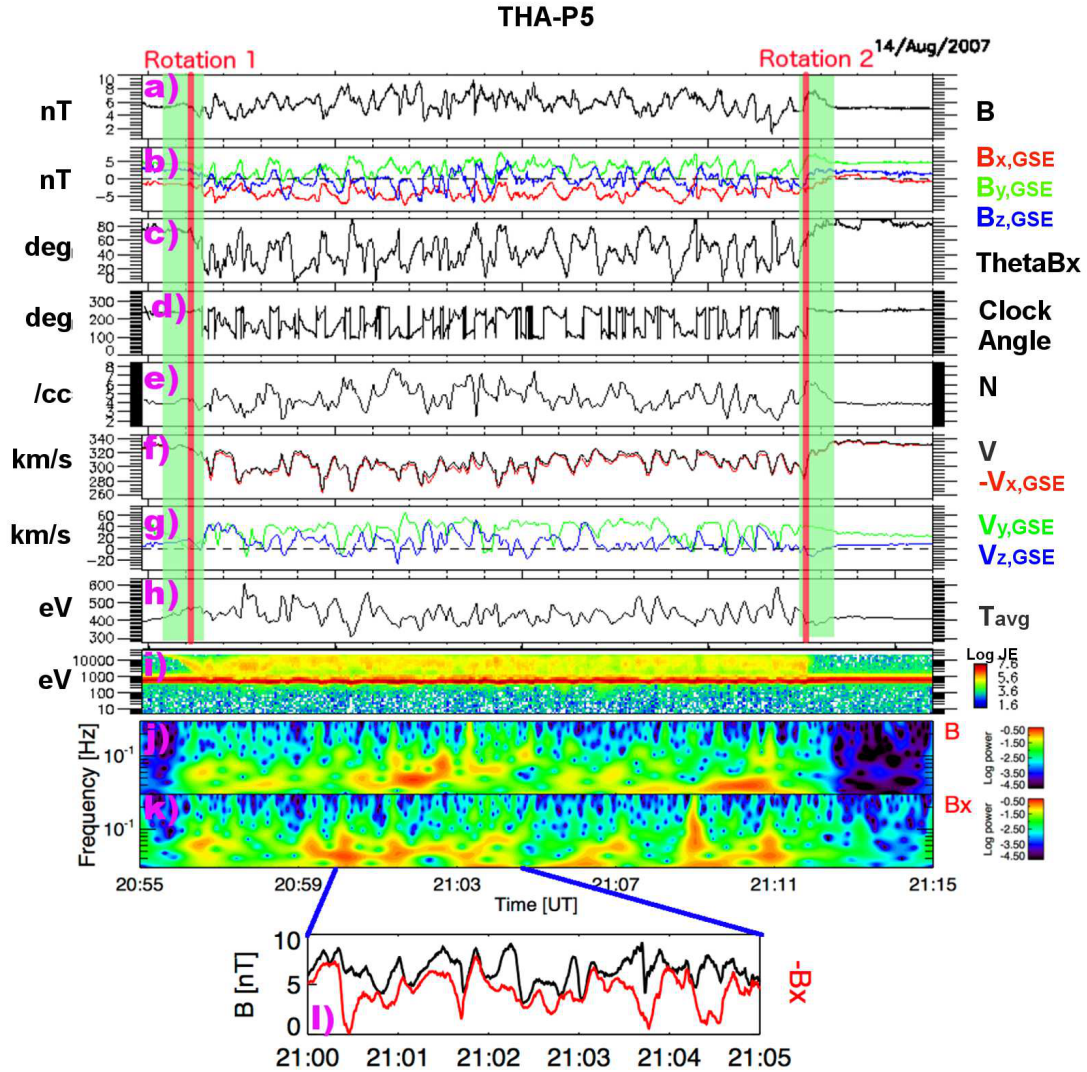 THA-P5
14/Aug/2007
Rotation 1
Rotation 2
a)
nT
10
8
6
4
2
B
b)
nT
5
0
-5
Bx,GSE
By,GSE
Bz,GSE
c)
deg
80
60
40
20
0
ThetaBx
d)
deg
300
200
100
0
Clock
Angle
e)
/cc
8
7
6
5
4
3
2
N
f)
km/s
340
320
300
280
260
V
-Vx,GSE
g)
km/s
60
40
20
0
-20
Vy,GSE
Vz,GSE
h)
eV
600
500
400
300
Tavg
i)
eV
10000
1000
100
10
Log JE
7.6
5.6
3.6
1.6
j)
Frequency [Hz]
10-1
B
Log power
-0.50
-1.50
-2.50
-3.50
-4.50
k)
10-1
Bx
Log power
-0.50
-1.50
-2.50
-3.50
-4.50
20:55 20:59 21:03 21:07 21:11 21:15
Time [UT]
l)
B [nT]
10
5
0
-Bx
21:00 21:01 21:02 21:03 21:04 21:05